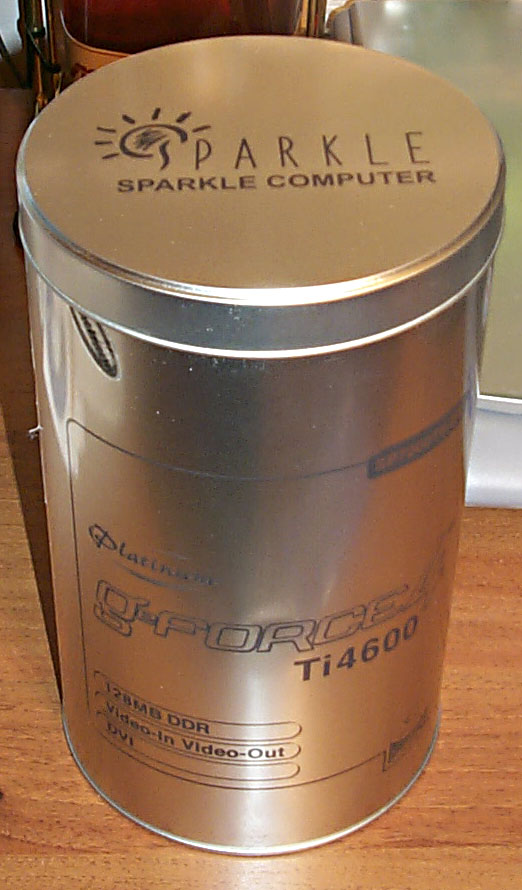 SPARKLE
SPARKLE COMPUTER
Platinum
g-FORCE4
Ti4600
128MB DDR
Video-In Video-Out
DVI